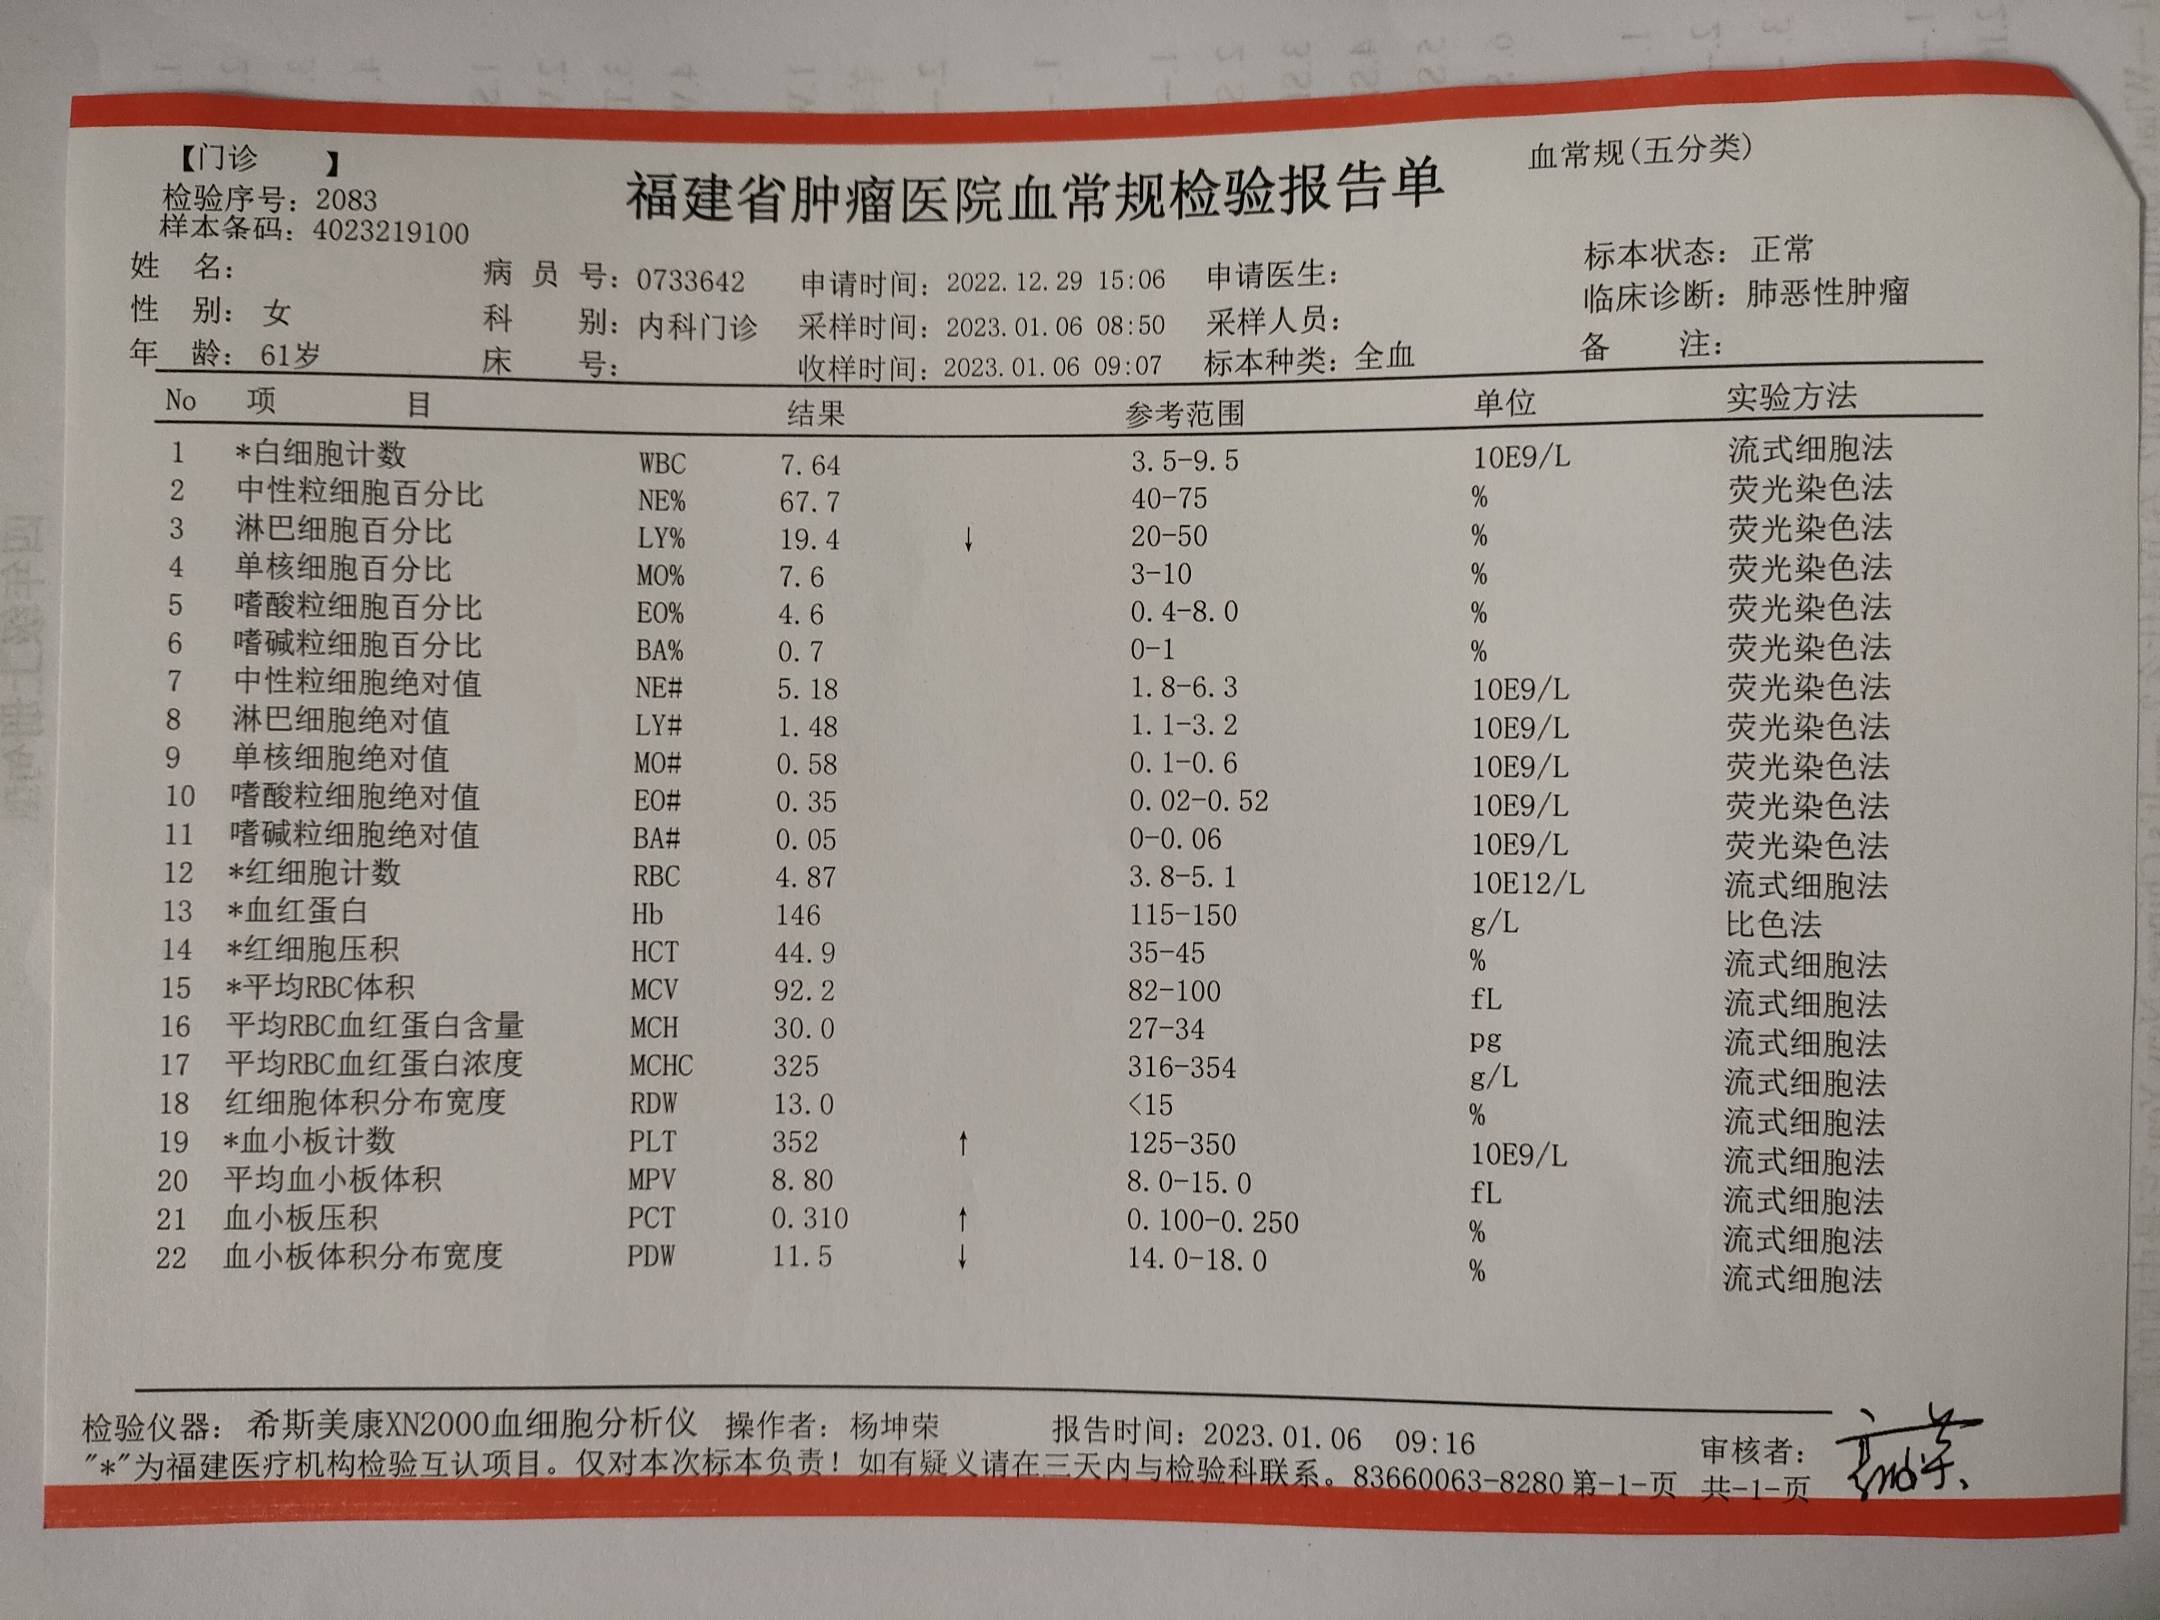 【门诊 】
血常规(五分类)
检验序号: 2083
福建省肿瘤医院血常规检验报告单
样本条码: 4023219100
标本状态: 正常
姓 名: 病 员 号: 0733642 申请时间: 2022.12.29 15:06 申请医生:
临床诊断: 肺恶性肿瘤
性 别: 女 科 别: 内科门诊 采样时间: 2023.01.06 08:50 采样人员:
备 注:
年 龄: 61岁 床 号: 收样时间: 2023.01.06 09:07 标本种类: 全血
No 项 目 结果 参考范围 单位 实验方法
1 *白细胞计数 WBC 7.64 3.5-9.5 10E9/L 流式细胞法
2 中性粒细胞百分比 NE% 67.7 40-75 % 荧光染色法
3 淋巴细胞百分比 LY% 19.4 ↓ 20-50 % 荧光染色法
4 单核细胞百分比 MO% 7.6 3-10 % 荧光染色法
5 嗜酸粒细胞百分比 EO% 4.6 0.4-8.0 % 荧光染色法
6 嗜碱粒细胞百分比 BA% 0.7 0-1 % 荧光染色法
7 中性粒细胞绝对值 NE# 5.18 1.8-6.3 10E9/L 荧光染色法
8 淋巴细胞绝对值 LY# 1.48 1.1-3.2 10E9/L 荧光染色法
9 单核细胞绝对值 MO# 0.58 0.1-0.6 10E9/L 荧光染色法
10 嗜酸粒细胞绝对值 EO# 0.35 0.02-0.52 10E9/L 荧光染色法
11 嗜碱粒细胞绝对值 BA# 0.05 0-0.06 10E9/L 荧光染色法
12 *红细胞计数 RBC 4.87 3.8-5.1 10E12/L 流式细胞法
13 *血红蛋白 Hb 146 115-150 g/L 比色法
14 *红细胞压积 HCT 44.9 35-45 % 流式细胞法
15 *平均RBC体积 MCV 92.2 82-100 fL 流式细胞法
16 平均RBC血红蛋白含量 MCH 30.0 27-34 pg 流式细胞法
17 平均RBC血红蛋白浓度 MCHC 325 316-354 g/L 流式细胞法
18 红细胞体积分布宽度 RDW 13.0 <15 % 流式细胞法
19 *血小板计数 PLT 352 ↑ 125-350 10E9/L 流式细胞法
20 平均血小板体积 MPV 8.80 8.0-15.0 fL 流式细胞法
21 血小板压积 PCT 0.310 ↑ 0.100-0.250 % 流式细胞法
22 血小板体积分布宽度 PDW 11.5 ↓ 14.0-18.0 % 流式细胞法
检验仪器: 希斯美康XN2000血细胞分析仪 操作者: 杨坤荣 报告时间: 2023.01.06 09:16 审核者:
"*"为福建医疗机构检验互认项目。仅对本次标本负责! 如有疑义请在三天内与检验科联系。83660063-8280 第-1-页 共-1-页